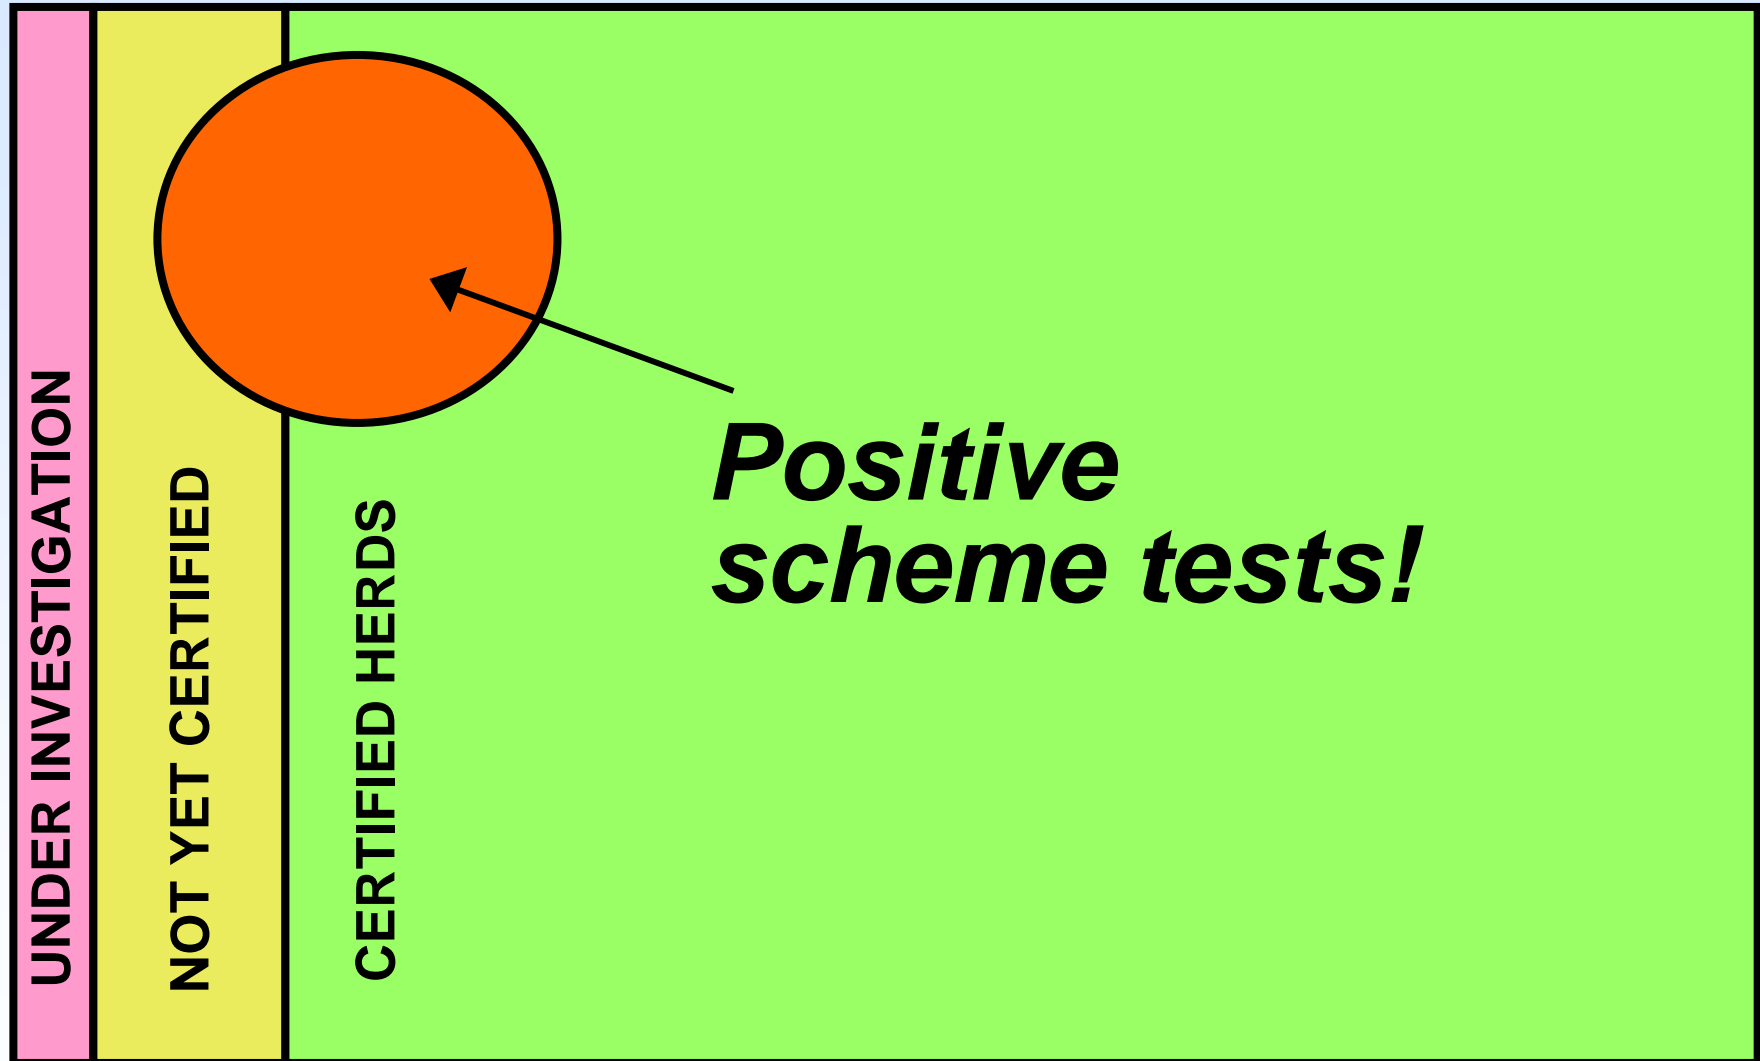 UNDER INVESTIGATION
NOT YET CERTIFIED
CERTIFIED HERDS
Positive
scheme tests!